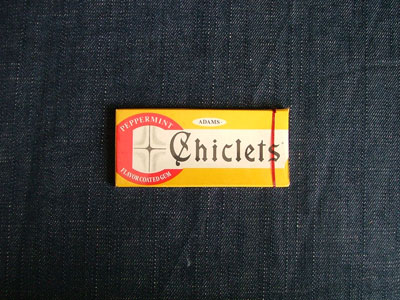 PEPPERMINT
ADAMS
Chiclets
FLAVOR COATED GUM